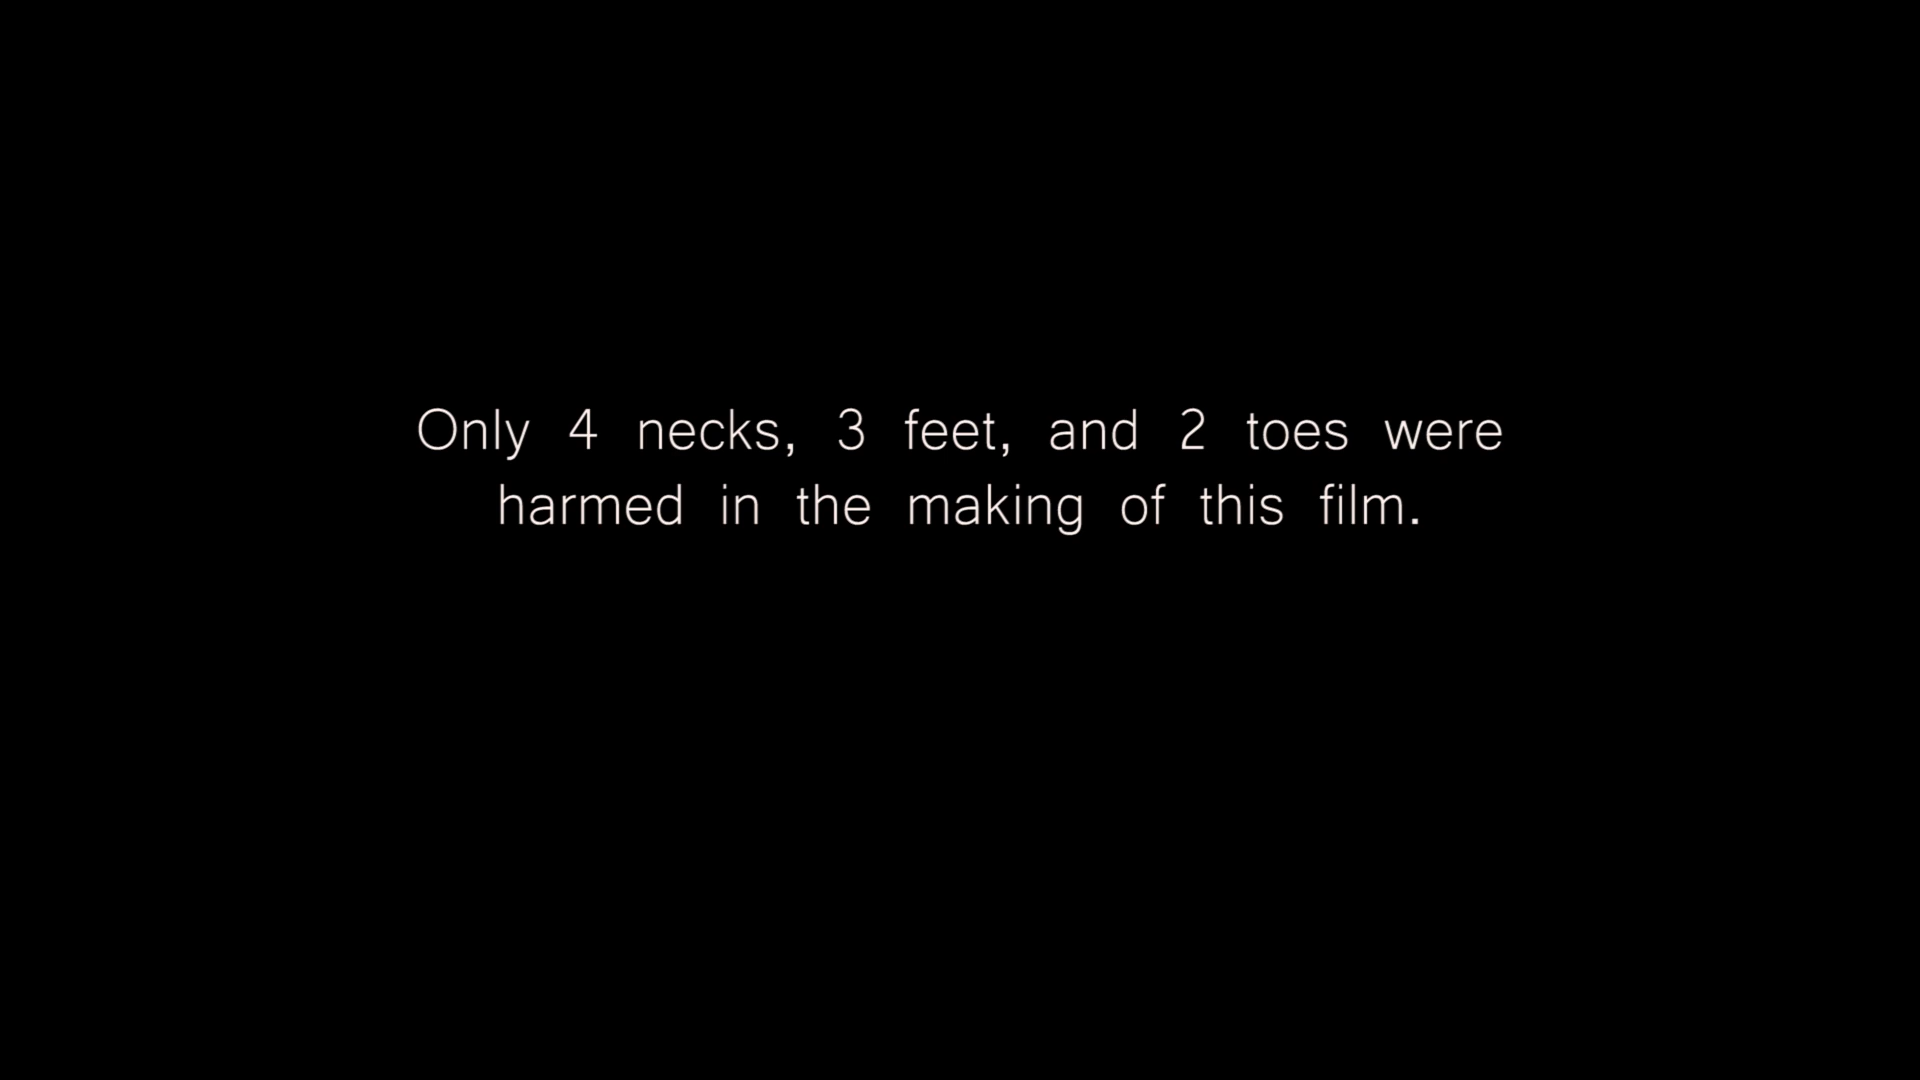 Only 4 necks, 3 feet, and 2 toes were
harmed in the making of this film.